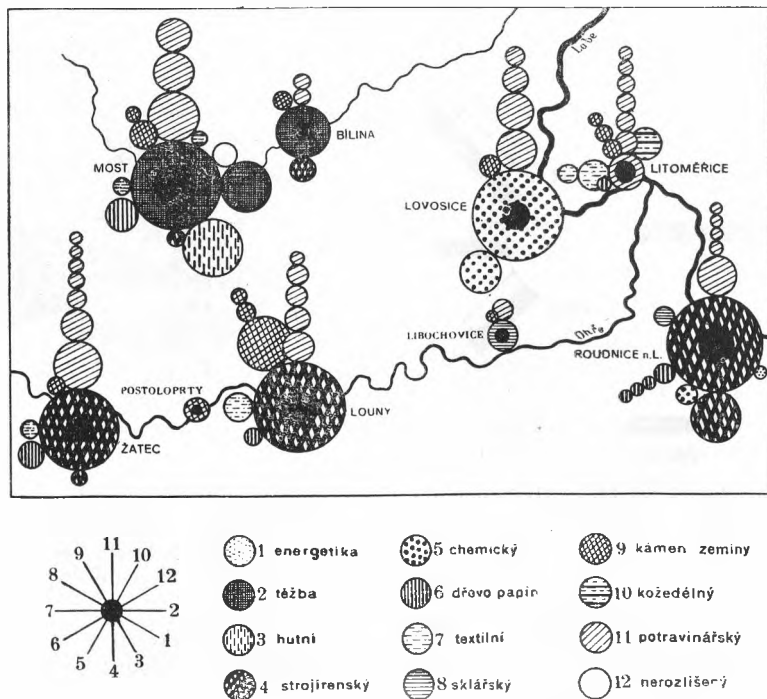 Labe
BÍLINA
MOST
LITOMĚŘICE
LOVOSICE
LIBOCHOVICE
Ohře
ROUDNICE n.L.
POSTOLOPRTY
LOUNY
ŽATEC
11
9 10
8 12
7 2
6 1
5 3
4
1 energetika
2 těžba
3 hutní
4 strojírenský
5 chemický
6 dřevo papír
7 textilní
8 sklářský
9 kámen zeminy
10 kožedělný
11 potravinářský
12 nerozlišený